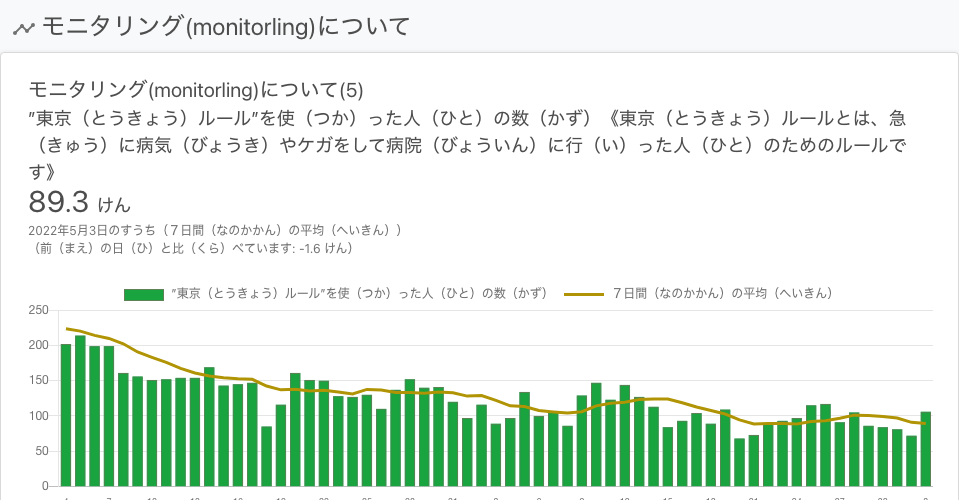 モニタリング(monitorling)について
モニタリング(monitorling)について(5)
”東京（とうきょう）ルール”を使（つか）った人（ひと）の数（かず）《東京（とうきょう）ルールとは、急
（きゅう）に病気（びょうき）やケガをして病院（びょういん）に行（い）った人（ひと）のためのルールで
す》
89.3 けん
2022年5月3日のすうち（７日間（なのかかん）の平均（へいきん））
（前（まえ）の日（ひ）と比（くら）べています: -1.6 けん）
”東京（とうきょう）ルール”を使（つか）った人（ひと）の数（かず） ７日間（なのかかん）の平均（へいきん）
250
200
150
100
50
0